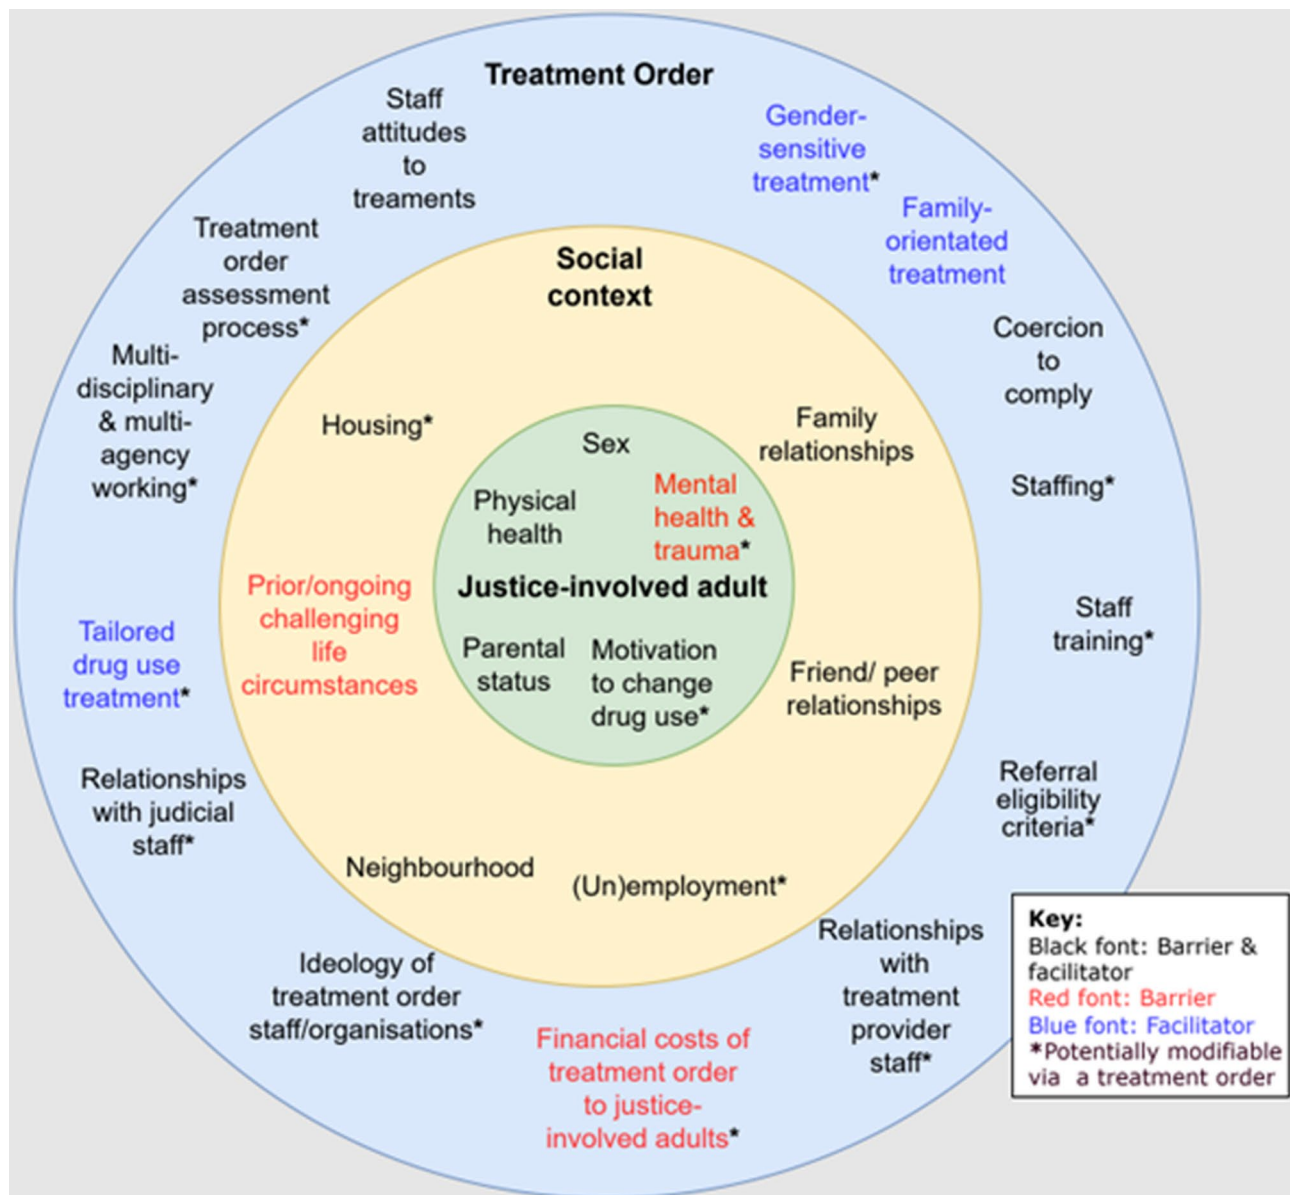 Treatment Order
Staff
attitudes
to
treaments
Gender-
sensitive
treatment*
Family-
orientated
treatment
Treatment
order
assessment
process*
Social
context
Coercion
to
comply
Multi-
disciplinary
& multi-
agency
working*
Housing*
Family
relationships
Sex
Physical
health
Mental
health &
trauma*
Staffing*
Justice-involved adult
Prior/ongoing
challenging
life
circumstances
Staff
training*
Tailored
drug use
treatment*
Parental
status
Motivation
to change
drug use*
Friend/ peer
relationships
Relationships
with judicial
staff*
Referral
eligibility
criteria*
Neighbourhood
(Un)employment*
Relationships
with
treatment
provider
staff*
Ideology of
treatment order
staff/organisations*
Financial costs of
treatment order
to justice-
involved adults*
Key:
Black font: Barrier &
facilitator
Red font: Barrier
Blue font: Facilitator
*Potentially modifiable
via a treatment order